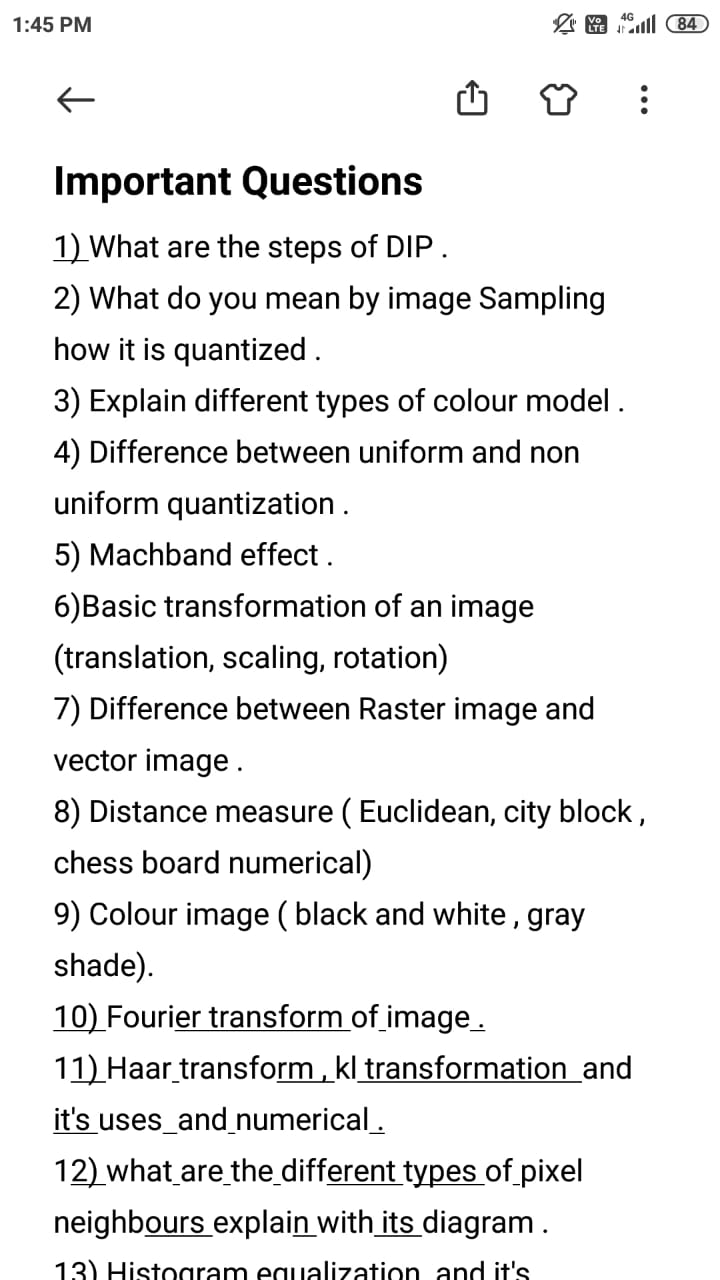 1:45 PM
Vo LTE 4G 84
Important Questions
1) What are the steps of DIP .
2) What do you mean by image Sampling
how it is quantized .
3) Explain different types of colour model .
4) Difference between uniform and non
uniform quantization .
5) Machband effect .
6)Basic transformation of an image
(translation, scaling, rotation)
7) Difference between Raster image and
vector image .
8) Distance measure ( Euclidean, city block ,
chess board numerical)
9) Colour image ( black and white , gray
shade).
10) Fourier transform of image .
11) Haar transform , kl transformation and
it's uses and numerical .
12) what are the different types of pixel
neighbours explain with its diagram .
13) Histogram equalization and it's